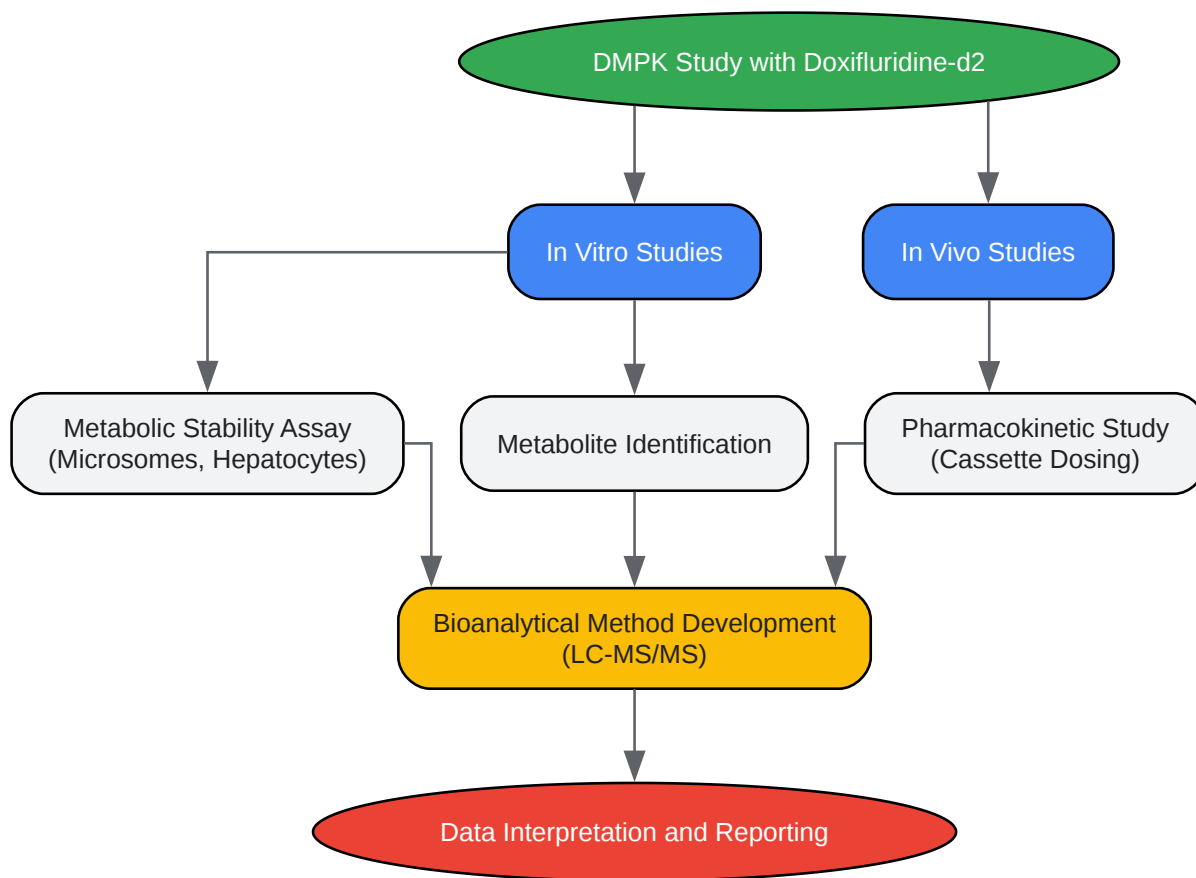 DMPK Study with Doxifluridine-d2
In Vitro Studies
In Vivo Studies
Metabolic Stability Assay
(Microsomes, Hepatocytes)
Metabolite Identification
Pharmacokinetic Study
(Cassette Dosing)
Bioanalytical Method Development
(LC-MS/MS)
Data Interpretation and Reporting